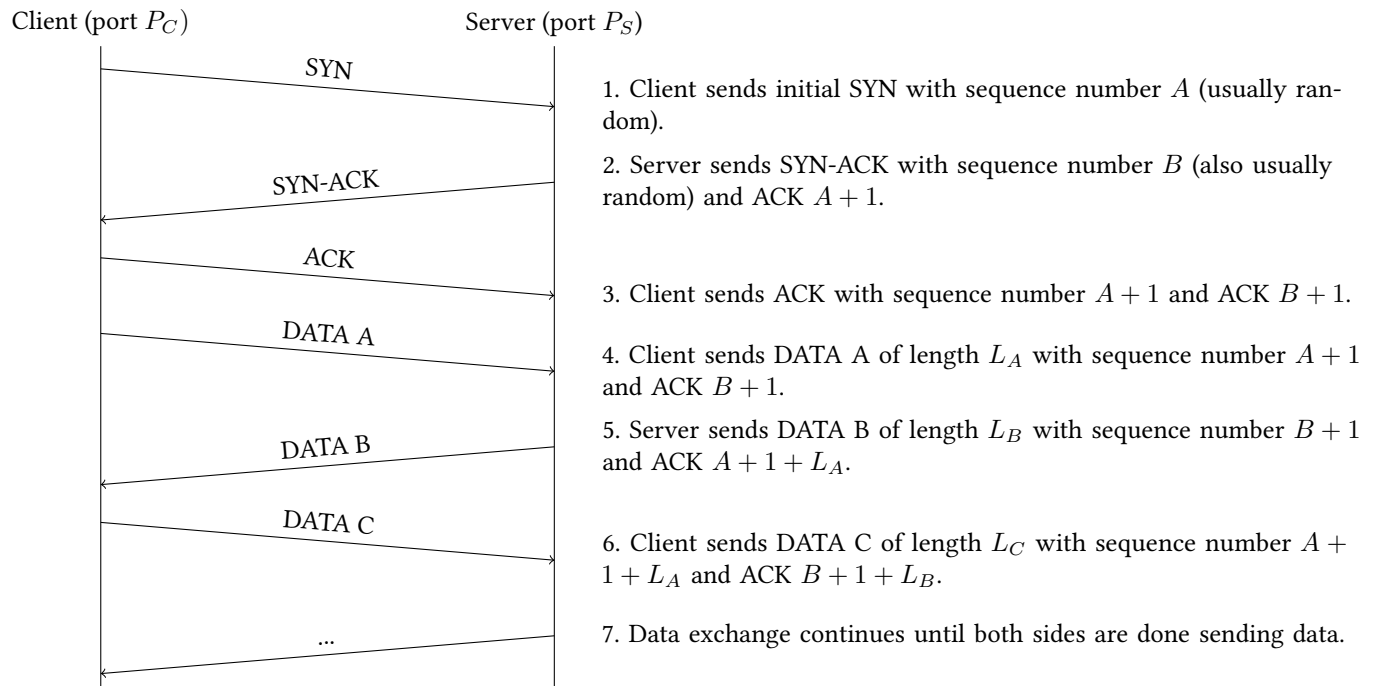 Client (port P_C)
Server (port P_S)
SYN
1. Client sends initial SYN with sequence number A (usually ran-
dom).
SYN-ACK
2. Server sends SYN-ACK with sequence number B (also usually
random) and ACK A + 1.
ACK
3. Client sends ACK with sequence number A + 1 and ACK B + 1.
DATA A
4. Client sends DATA A of length L_A with sequence number A + 1
and ACK B + 1.
DATA B
5. Server sends DATA B of length L_B with sequence number B + 1
and ACK A + 1 + L_A.
DATA C
6. Client sends DATA C of length L_C with sequence number A +
1 + L_A and ACK B + 1 + L_B.
...
7. Data exchange continues until both sides are done sending data.